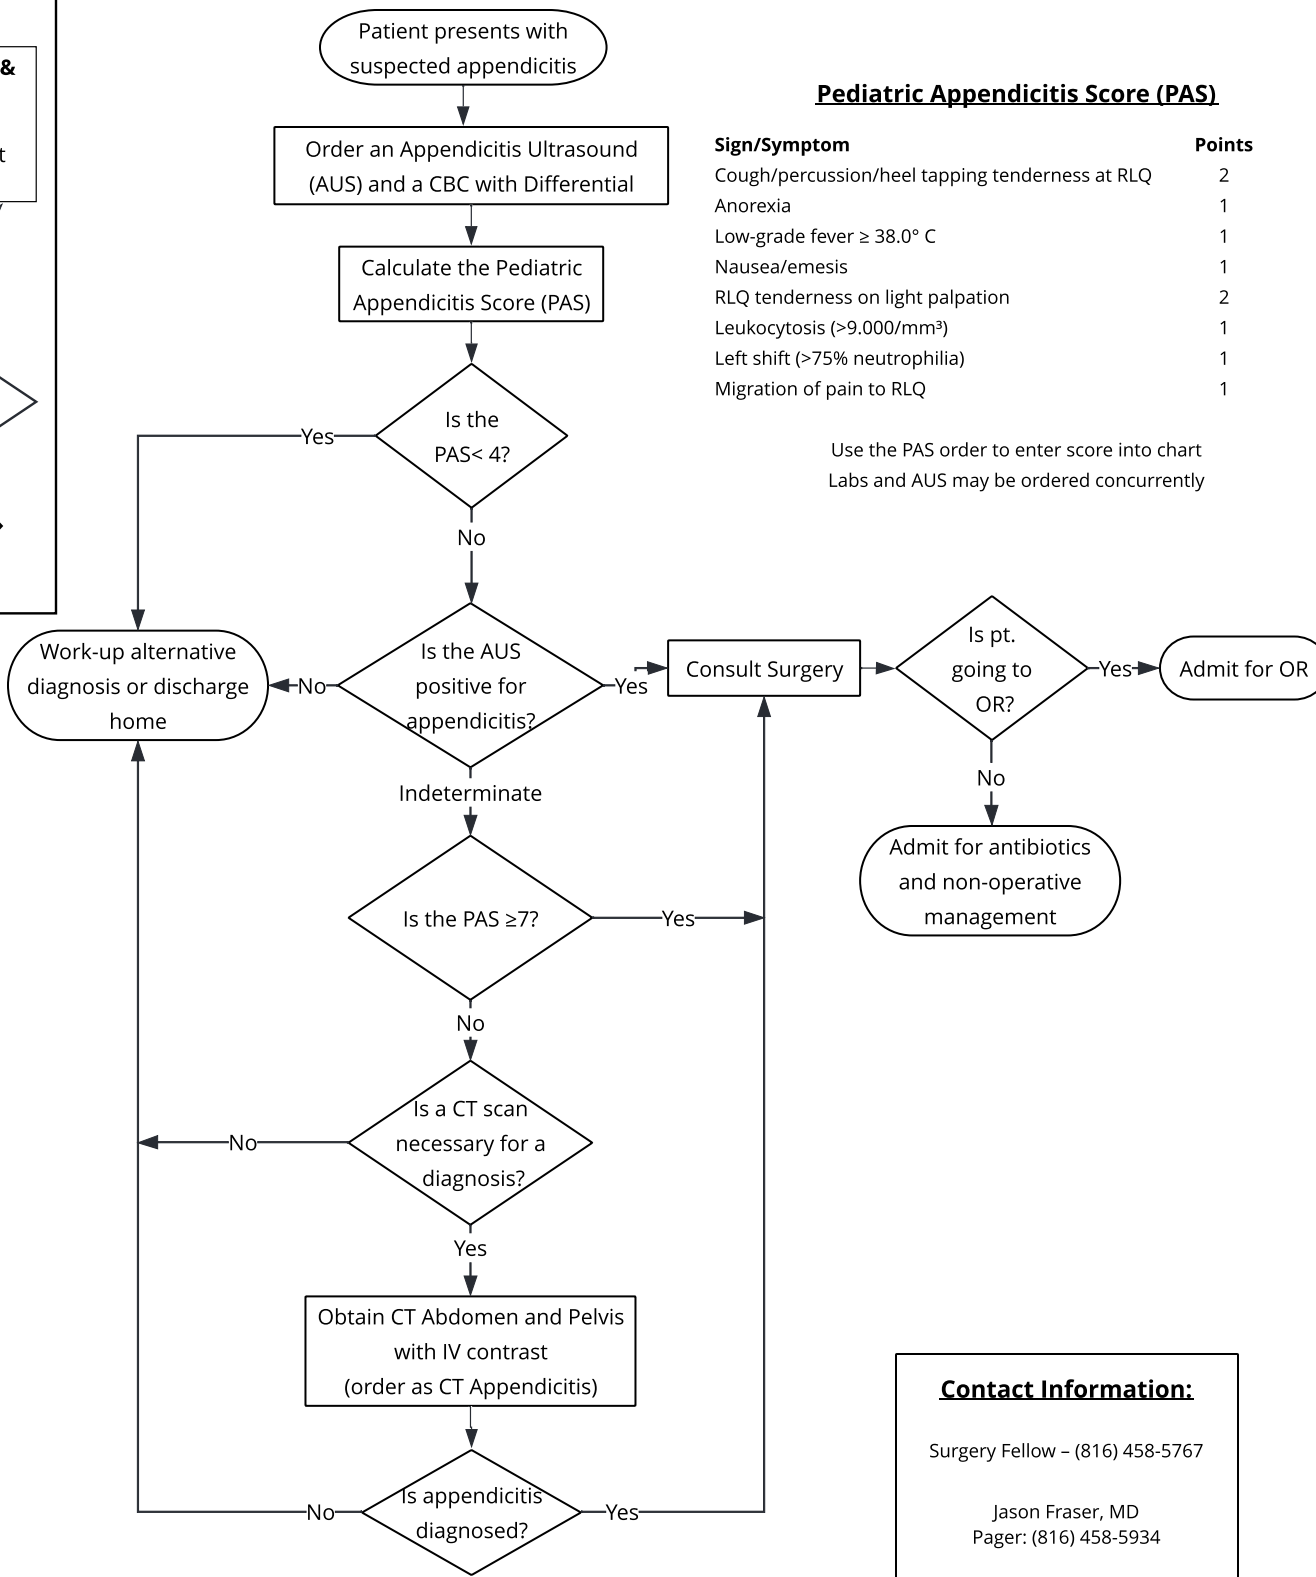 &
t
Patient presents with
suspected appendicitis
Order an Appendicitis Ultrasound
(AUS) and a CBC with Differential
Calculate the Pediatric
Appendicitis Score (PAS)
Pediatric Appendicitis Score (PAS)
Sign/Symptom Points
Cough/percussion/heel tapping tenderness at RLQ 2
Anorexia 1
Low-grade fever ≥ 38.0° C 1
Nausea/emesis 1
RLQ tenderness on light palpation 2
Leukocytosis (>9.000/mm³) 1
Left shift (>75% neutrophilia) 1
Migration of pain to RLQ 1
Use the PAS order to enter score into chart
Labs and AUS may be ordered concurrently
Is the
PAS< 4?
Yes
No
Work-up alternative
diagnosis or discharge
home
No
Is the AUS
positive for
appendicitis?
Yes
Consult Surgery
Is pt.
going to
OR?
Yes
Admit for OR
No
Admit for antibiotics
and non-operative
management
Indeterminate
Is the PAS ≥7?
Yes
No
Is a CT scan
necessary for a
diagnosis?
No
Yes
Obtain CT Abdomen and Pelvis
with IV contrast
(order as CT Appendicitis)
Is appendicitis
diagnosed?
No
Yes
Contact Information:
Surgery Fellow – (816) 458-5767
Jason Fraser, MD
Pager: (816) 458-5934